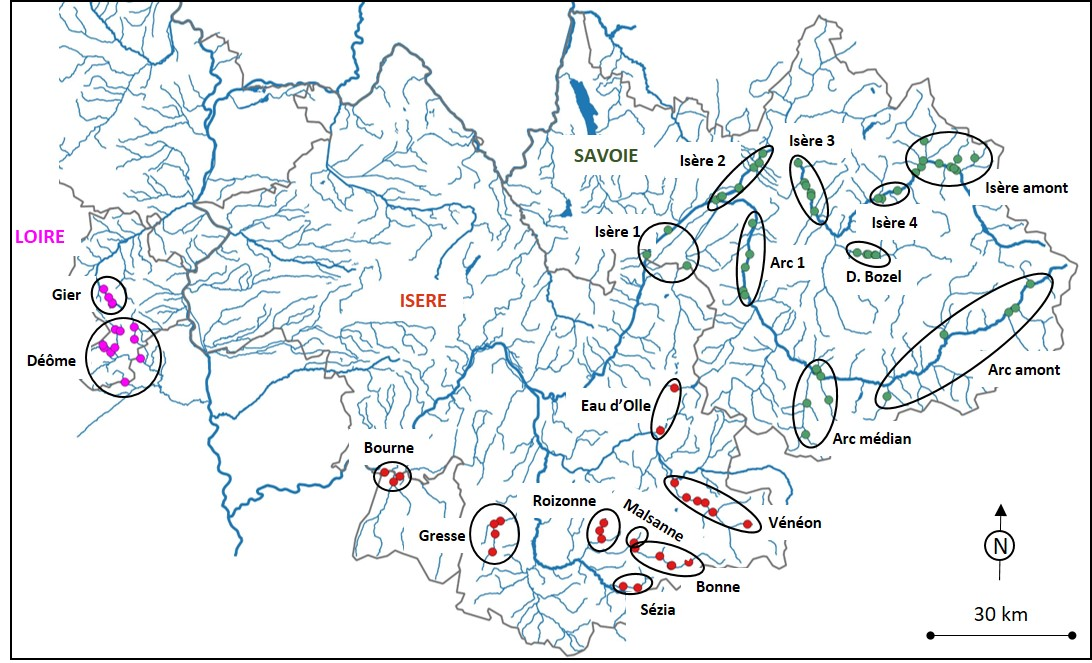 Isère 3
SAVOIE
Isère 2
Isère amont
Isère 4
Isère 1
LOIRE
Arc 1
D. Bozel
Gier
ISERE
Déôme
Arc amont
Eau d’Olle
Arc médian
Bourne
Roizonne
Malsanne
Vénéon
Gresse
N
Bonne
Sézia
30 km